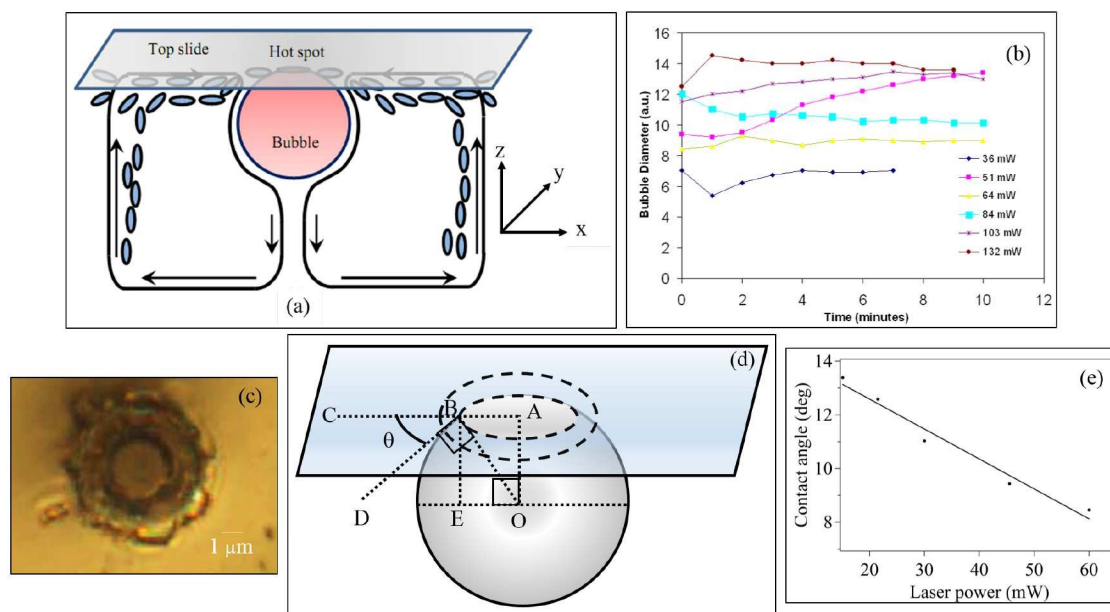 Top slide
Hot spot
Bubble
z
y
x
(a)
(b)
Bubble Diameter (a.u.)
16
14
12
10
8
6
4
2
0
0 2 4 6 8 10 12
Time (minutes)
36 mW
51 mW
64 mW
84 mW
103 mW
132 mW
(c)
1 μm
(d)
C
B
A
θ
D
E
O
(e)
Contact angle (deg)
14
12
10
8
20 30 40 50 60
Laser power (mW)